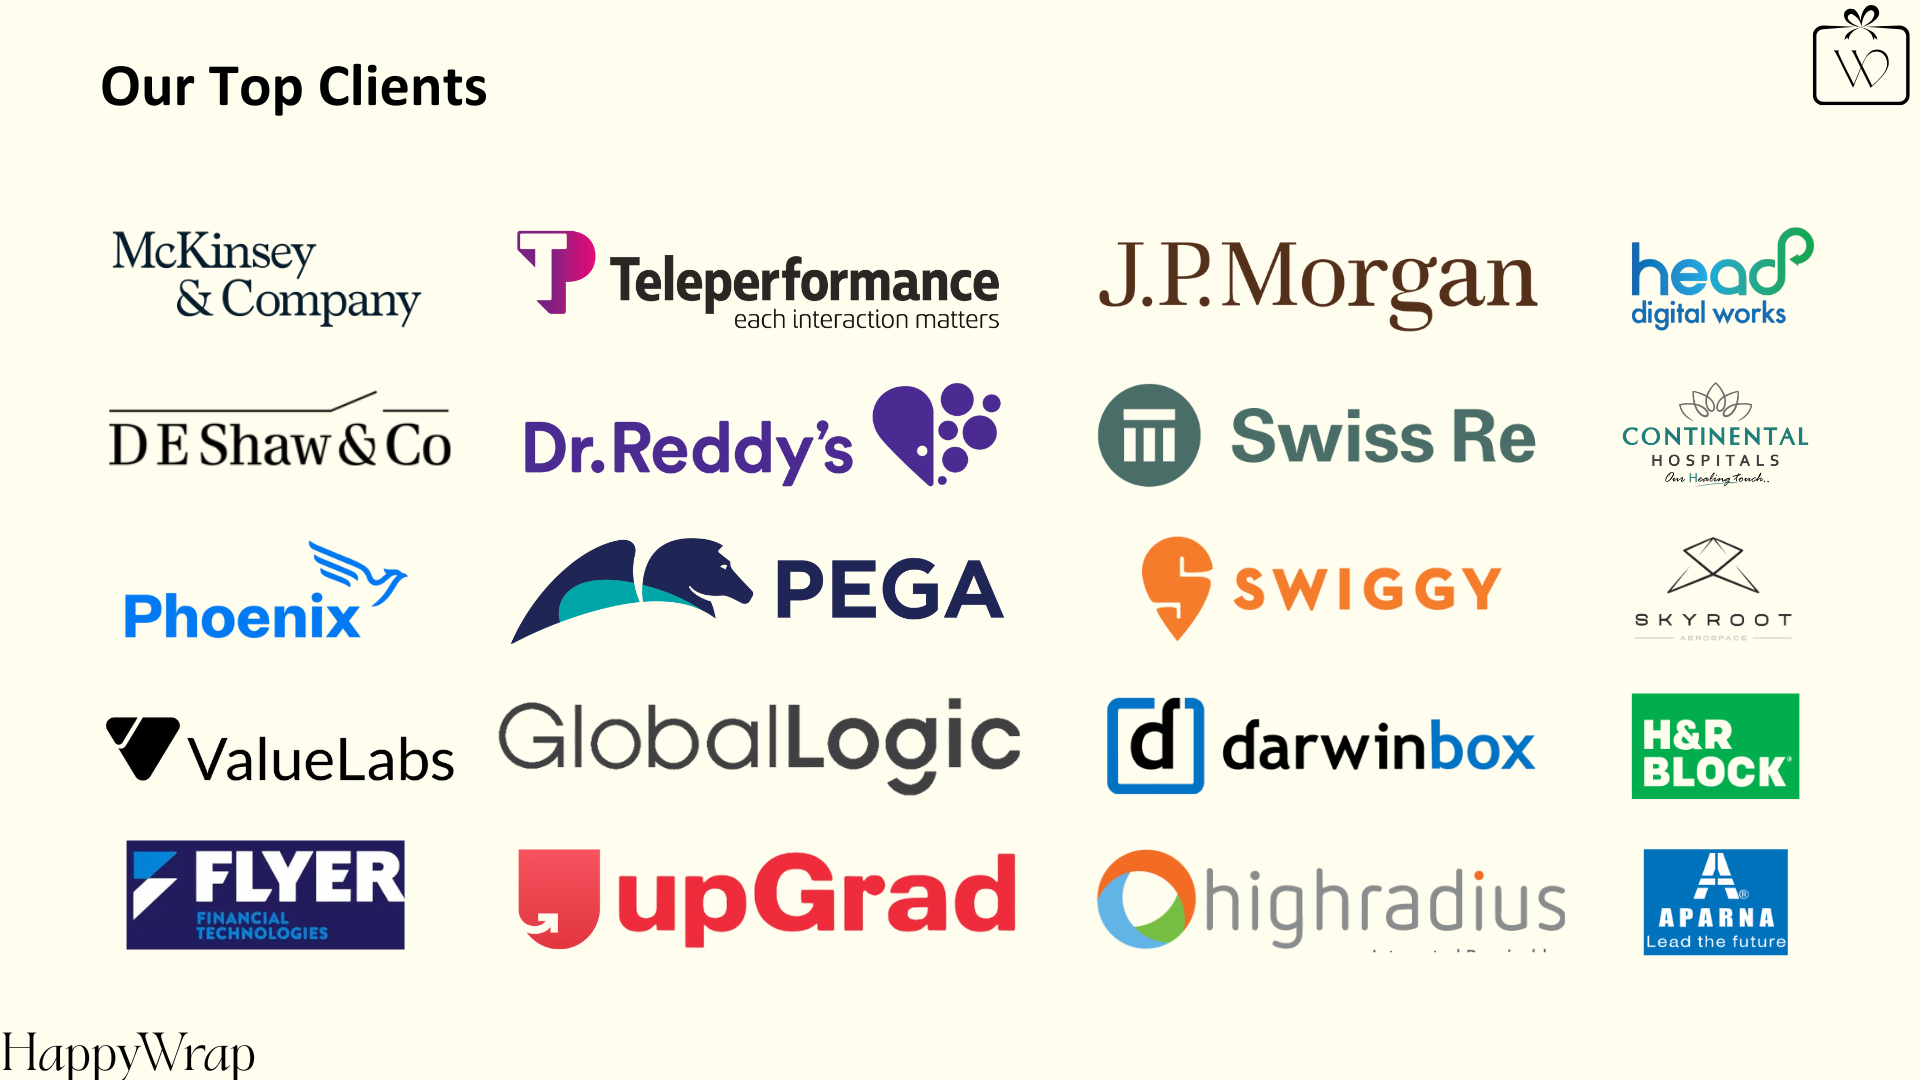 Our Top Clients
W
McKinsey
& Company
TP Teleperformance
each interaction matters
J.P.Morgan
head
digital works
D E Shaw & Co
Dr.Reddy's
Swiss Re
CONTINENTAL
HOSPITALS
Our Healing Touch..
Phoenix
PEGA
SWIGGY
SKYROOT
AEROSPACE
ValueLabs
GlobalLogic
d darwinbox
H&R
BLOCK®
FLYER
FINANCIAL
TECHNOLOGIES
upGrad
highradius
A®
APARNA
Lead the future
HappyWrap